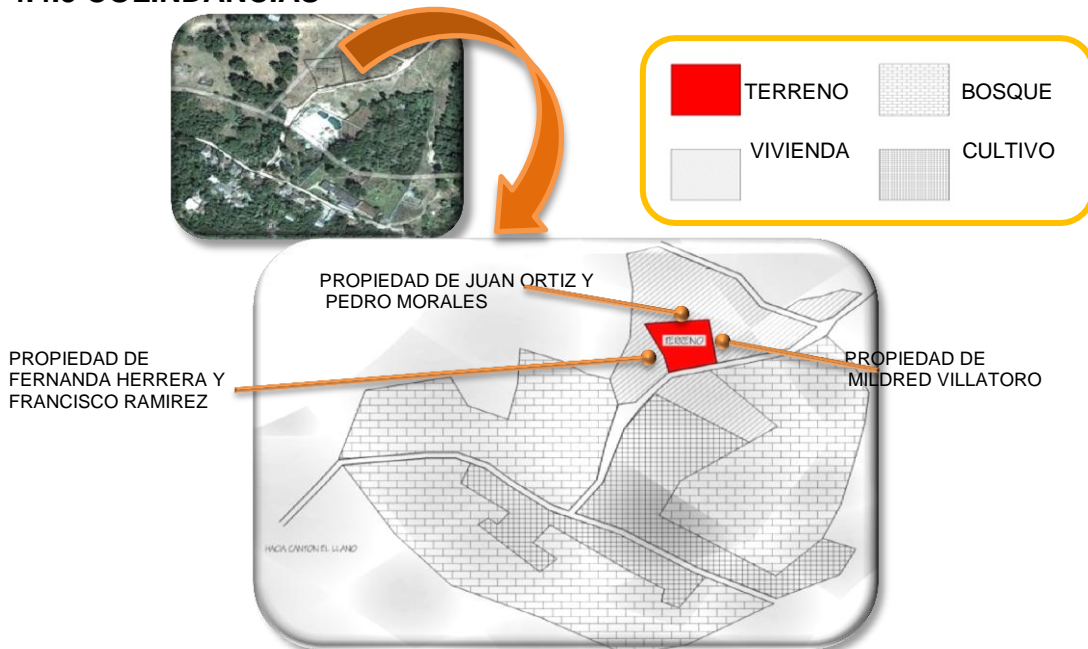 TERRENO
BOSQUE
VIVIENDA
CULTIVO
PROPIEDAD DE JUAN ORTIZ Y
PEDRO MORALES
PROPIEDAD DE
FERNANDA HERRERA Y
FRANCISCO RAMIREZ
TERRENO
PROPIEDAD DE
MILDRED VILLATORO
HACIA CANTON EL LLANO